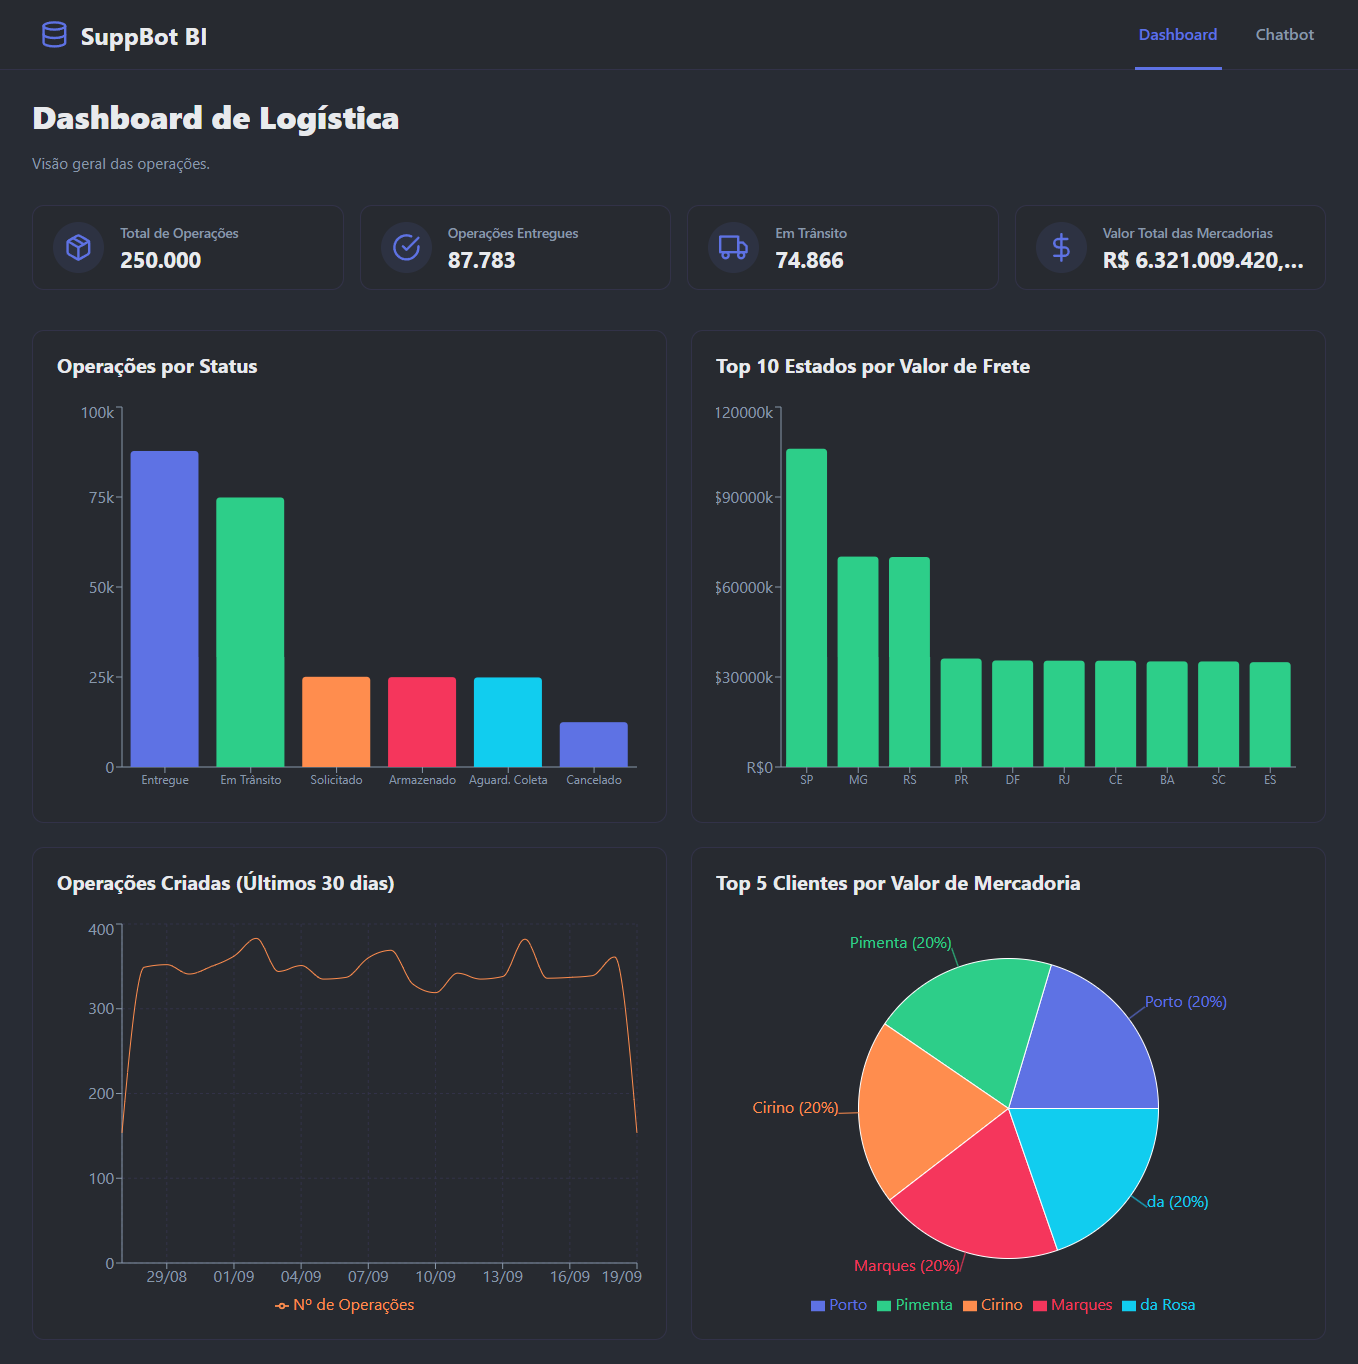 SuppBot BI
Dashboard
Chatbot
Dashboard de Logística
Visão geral das operações.
Total de Operações
250.000
Operações Entregues
87.783
Em Trânsito
74.866
Valor Total das Mercadorias
R$ 6.321.009.420,...
Operações por Status
100k
75k
50k
25k
0
Entregue
Em Trânsito
Solicitado
Armazenado
Aguard. Coleta
Cancelado
Top 10 Estados por Valor de Frete
120000k
$90000k
$60000k
$30000k
R$0
SP
MG
RS
PR
DF
RJ
CE
BA
SC
ES
Operações Criadas (Últimos 30 dias)
400
300
200
100
0
29/08
01/09
04/09
07/09
10/09
13/09
16/09
19/09
Nº de Operações
Top 5 Clientes por Valor de Mercadoria
Pimenta (20%)
Porto (20%)
Cirino (20%)
da (20%)
Marques (20%)
Porto
Pimenta
Cirino
Marques
da Rosa